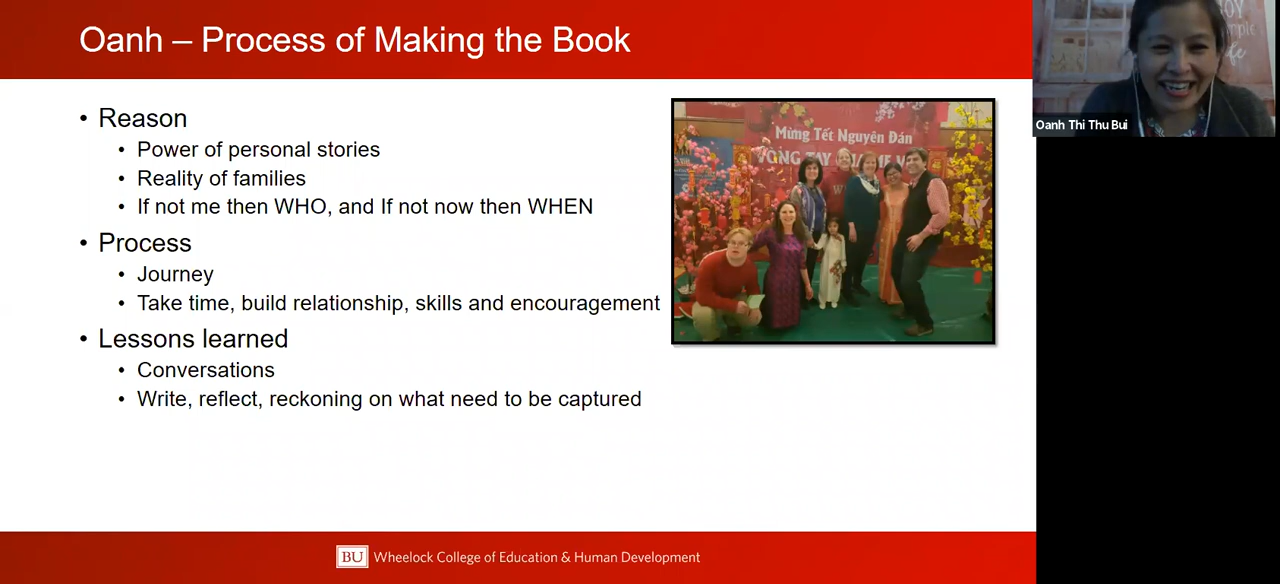 Oanh – Process of Making the Book
• Reason
• Power of personal stories
• Reality of families
• If not me then WHO, and If not now then WHEN
• Process
• Journey
• Take time, build relationship, skills and encouragement
• Lessons learned
• Conversations
• Write, reflect, reckoning on what need to be captured
Mừng Tết Nguyên Đán
VÒNG TAY
Oanh Thi Thu Bui
BU Wheelock College of Education & Human Development